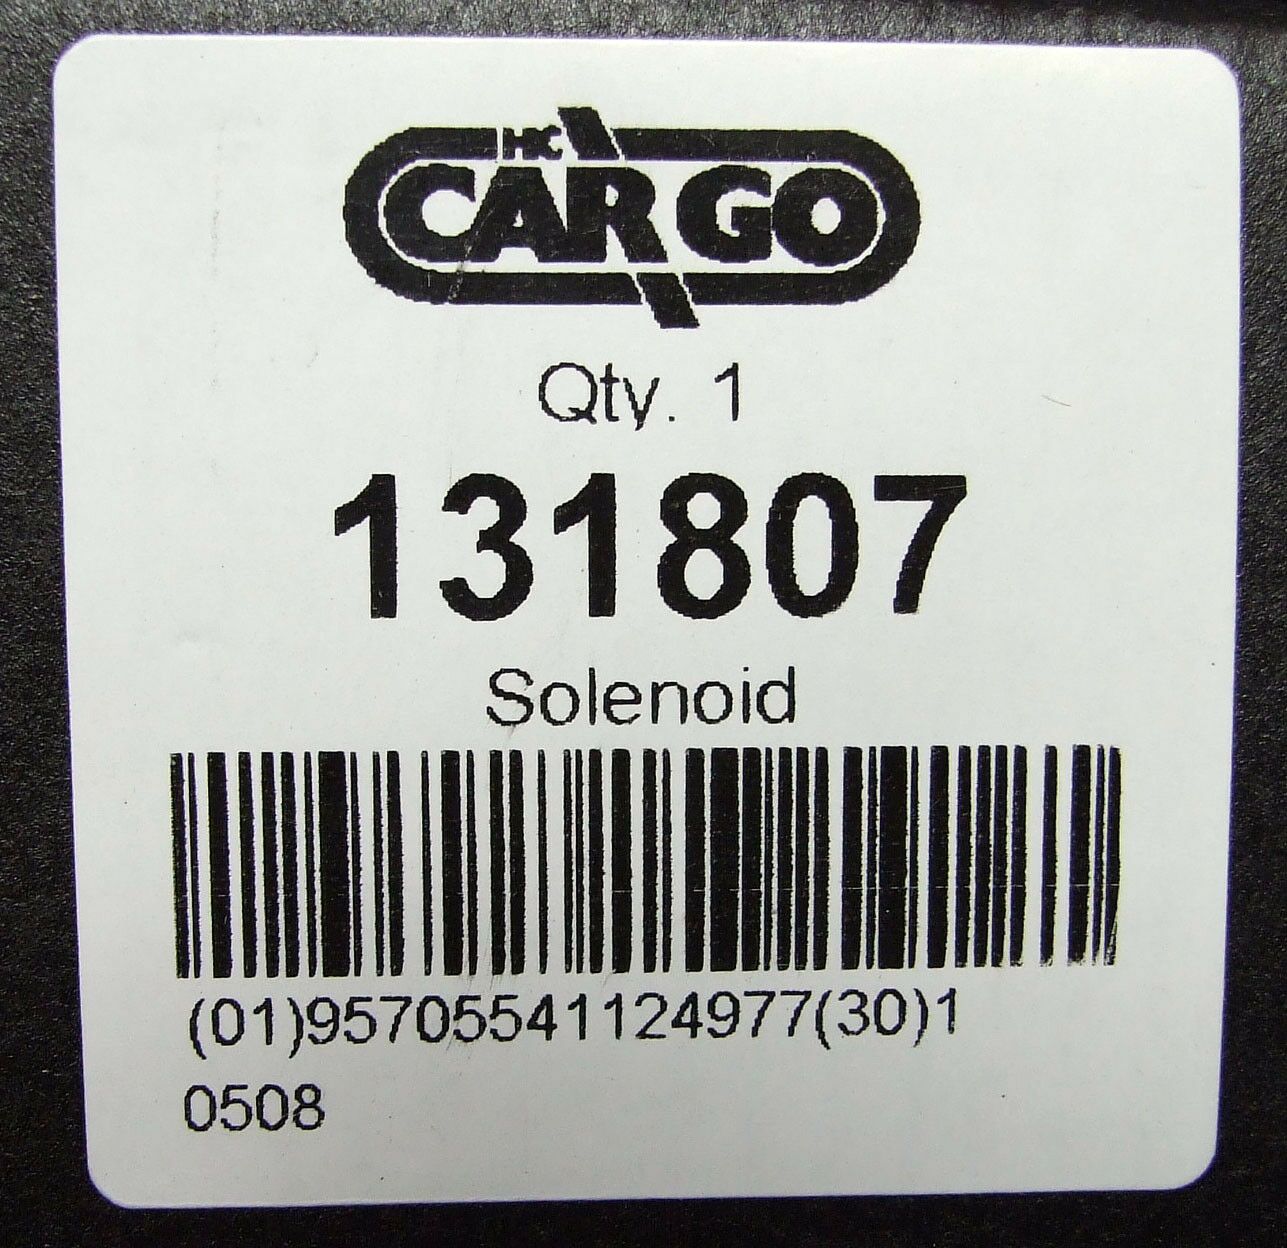 HC
CARGO
Qty. 1
131807
Solenoid
(01)95705541124977(30)1
0508